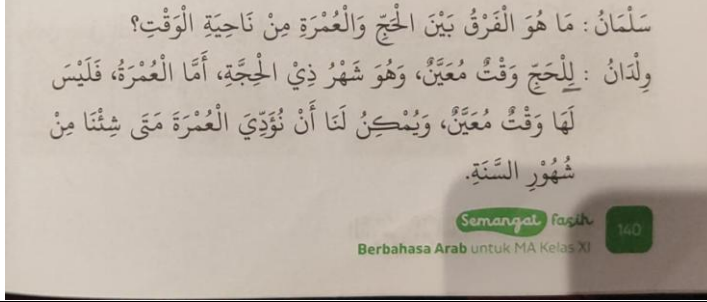 سَلْمَانُ : مَا هُوَ الْفَرْقُ بَيْنَ الْحَجِّ وَالْعُمْرَةِ مِنْ نَاحِيَةِ الْوَقْتِ؟
وِلْدَانُ : لِلْحَجِّ وَقْتٌ مُعَيَّنٌ، وَهُوَ شَهْرُ ذِيْ الْحِجَّةِ، أَمَّا الْعُمْرَةُ، فَلَيْسَ
لَهَا وَقْتٌ مُعَيَّنٌ، وَيُمْكِنُ لَنَا أَنْ نُؤَدِّيَ الْعُمْرَةَ مَتَى شِئْنَا مِنْ
شُهُوْرِ السَّنَةِ.
Semangat fasih
140
Berbahasa Arab untuk MA Kelas XI